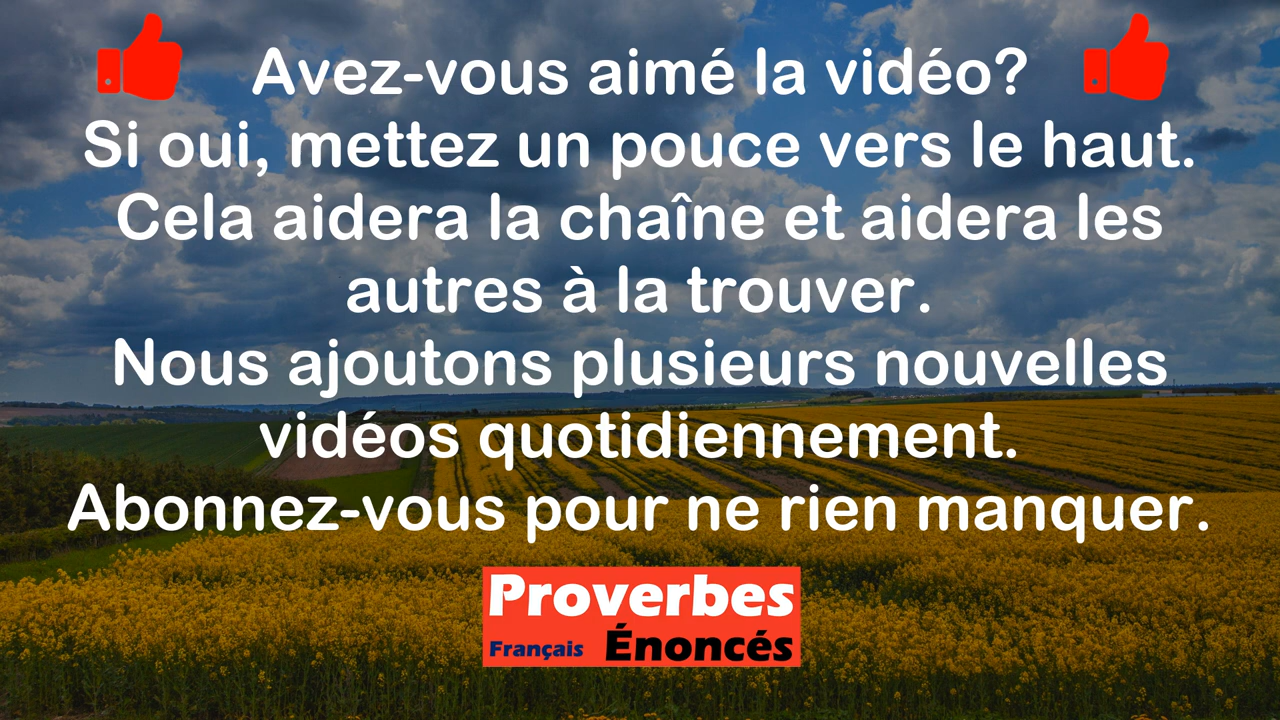 Avez-vous aimé la vidéo?
Si oui, mettez un pouce vers le haut.
Cela aidera la chaîne et aidera les
autres à la trouver.
Nous ajoutons plusieurs nouvelles
vidéos quotidiennement.
Abonnez-vous pour ne rien manquer.
Proverbes
Français Énoncés